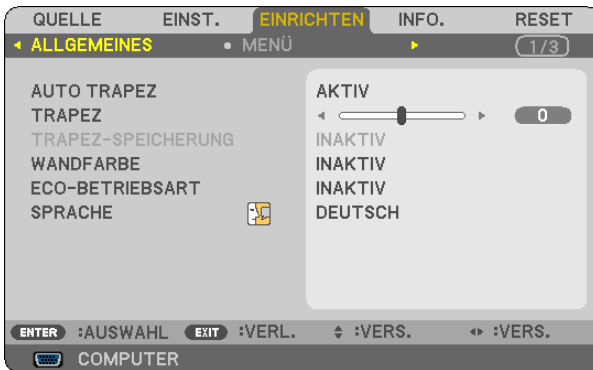 QUELLE EINST. EINRICHTEN INFO. RESET
ALLGEMEINES MENÜ 1/3
AUTO TRAPEZ AKTIV
TRAPEZ 0
TRAPEZ-SPEICHERUNG INAKTIV
WANDFARBE INAKTIV
ECO-BETRIEBSART INAKTIV
SPRACHE DEUTSCH
ENTER :AUSWAHL EXIT :VERL. :VERS. :VERS.
COMPUTER